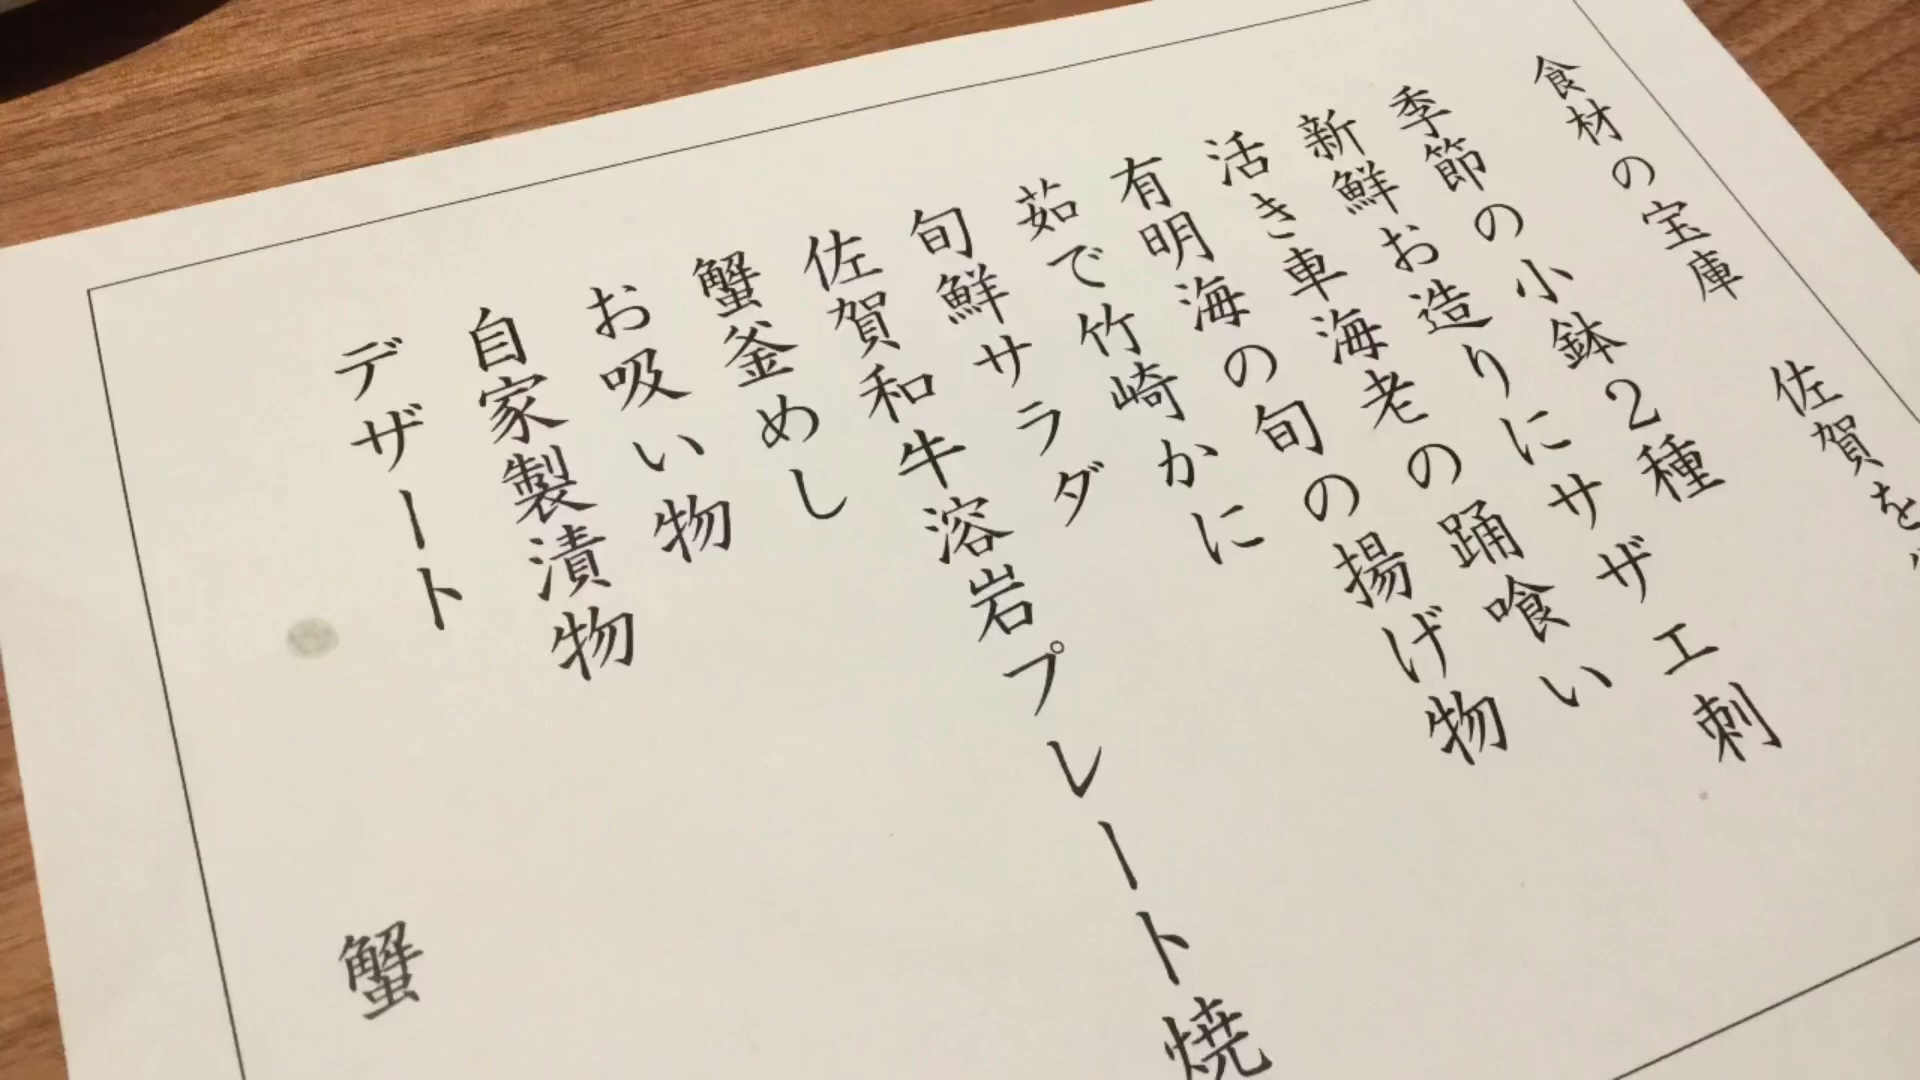 食材の宝庫　佐賀を
季節の小鉢２種
新鮮お造りにサザエ刺
活き車海老の踊喰い
有明海の旬の揚げ物
茹で竹崎かに
旬鮮サラダ
佐賀和牛溶岩プレート焼
蟹釜めし
お吸い物
自家製漬物
デザート
蟹